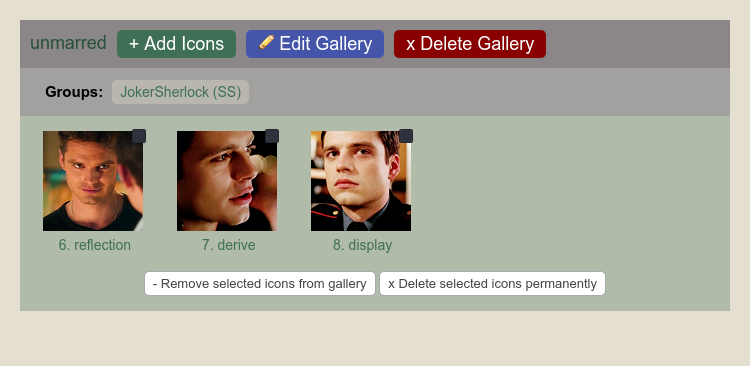 unmarred + Add Icons Edit Gallery x Delete Gallery
Groups: JokerSherlock (SS)
6. reflection 7. derive 8. display
- Remove selected icons from gallery x Delete selected icons permanently